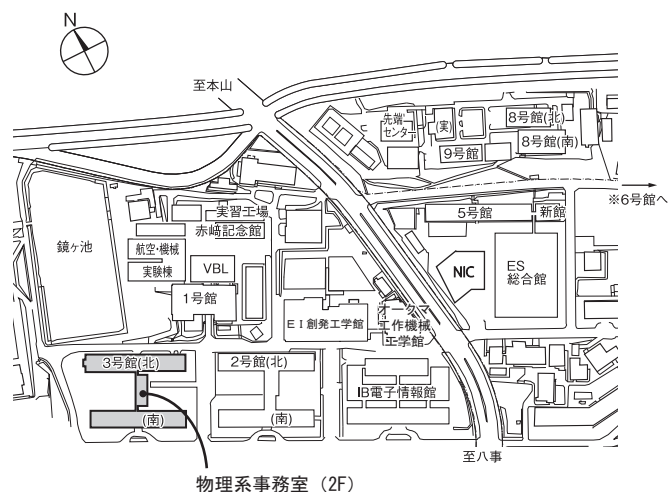 N
至本山
先端
センター
(実)
8号館(北)
8号館(南)
9号館
※6号館へ
実習工場
赤﨑記念館
5号館
新館
鏡ヶ池
航空・機械
実験棟
VBL
NIC
ES
総合館
1号館
EI創発工学館
オークマ
工作機械
工学館
3号館(北)
2号館(北)
IB電子情報館
(南)
(南)
至八事
物理系事務室（2F）